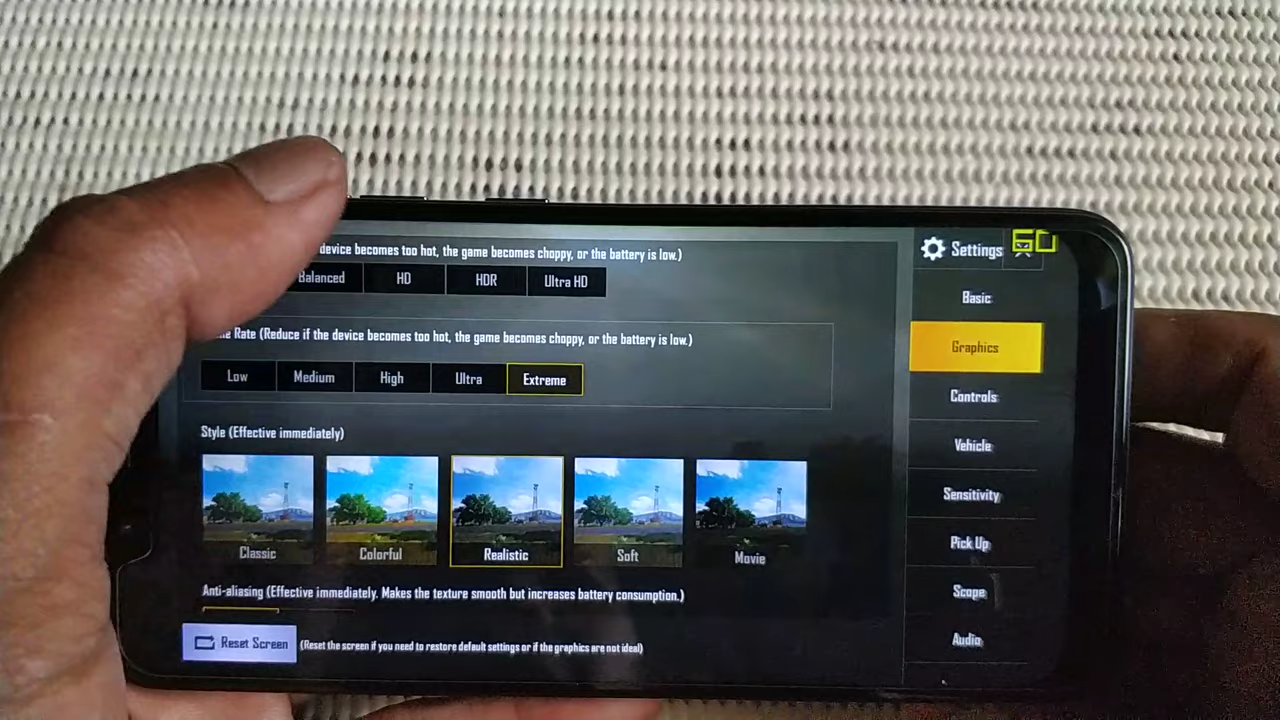 device becomes too hot, the game becomes choppy, or the battery is low.)
Balanced HD HDR Ultra HD
Rate (Reduce if the device becomes too hot, the game becomes choppy, or the battery is low.)
Low Medium High Ultra Extreme
Style (Effective immediately)
Classic Colorful Realistic Soft Movie
Anti-aliasing (Effective immediately. Makes the texture smooth but increases battery consumption.)
Reset Screen (Reset the screen if you need to restore default settings or if the graphics are not ideal)
Settings
60
Basic
Graphics
Controls
Vehicle
Sensitivity
Pick Up
Scope
Audio